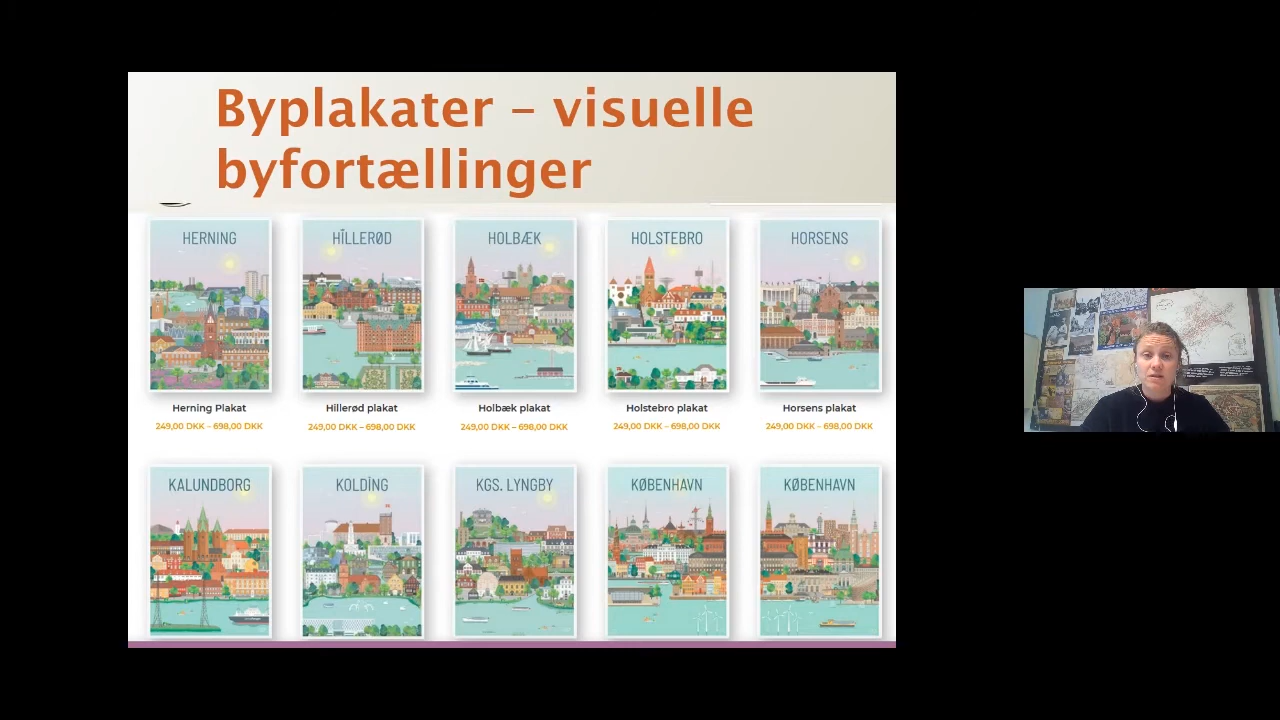 Byplakater – visuelle
byfortællinger
HERNING
HILLERØD
HOLBÆK
HOLSTEBRO
HORSENS
Herning Plakat
Hillerød plakat
Holbæk plakat
Holstebro plakat
Horsens plakat
249,00 DKK – 698,00 DKK
249,00 DKK – 698,00 DKK
249,00 DKK – 698,00 DKK
249,00 DKK – 698,00 DKK
249,00 DKK – 698,00 DKK
KALUNDBORG
KOLDING
KGS. LYNGBY
KØBENHAVN
KØBENHAVN